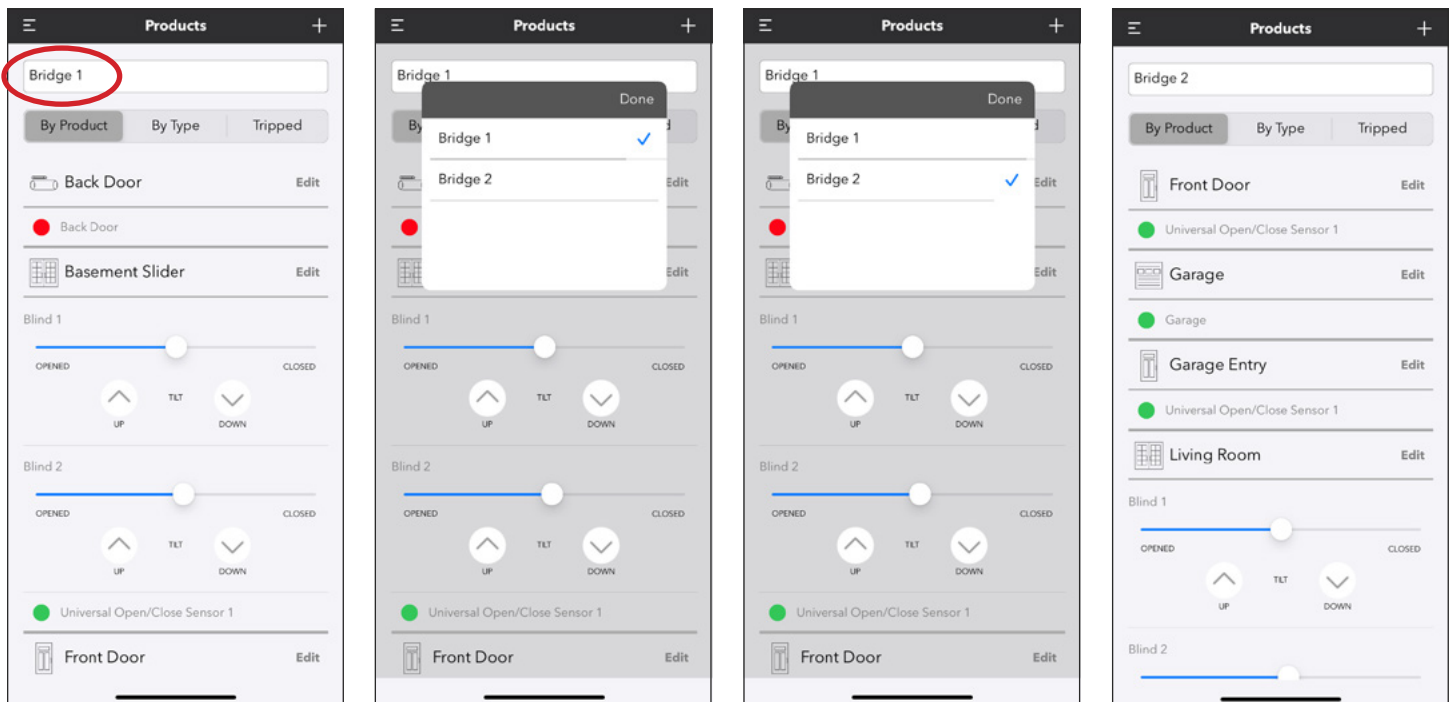 Products
Bridge 1
By Product By Type Tripped
Back Door Edit
Back Door
Basement Slider Edit
Blind 1
OPENED CLOSED
TILT
UP DOWN
Blind 2
OPENED CLOSED
TILT
UP DOWN
Universal Open/Close Sensor 1
Front Door Edit
Products
Bridge 1
Done
By d
Bridge 1
Bridge 2
Edit
Edit
Blind 1
OPENED CLOSED
TILT
UP DOWN
Blind 2
OPENED CLOSED
TILT
UP DOWN
Universal Open/Close Sensor 1
Front Door Edit
Products
Bridge 1
Done
By d
Bridge 1
Bridge 2
Edit
Edit
Blind 1
OPENED CLOSED
TILT
UP DOWN
Blind 2
OPENED CLOSED
TILT
UP DOWN
Universal Open/Close Sensor 1
Front Door Edit
Products
Bridge 2
By Product By Type Tripped
Front Door Edit
Universal Open/Close Sensor 1
Garage Edit
Garage
Garage Entry Edit
Universal Open/Close Sensor 1
Living Room Edit
Blind 1
OPENED CLOSED
TILT
UP DOWN
Blind 2